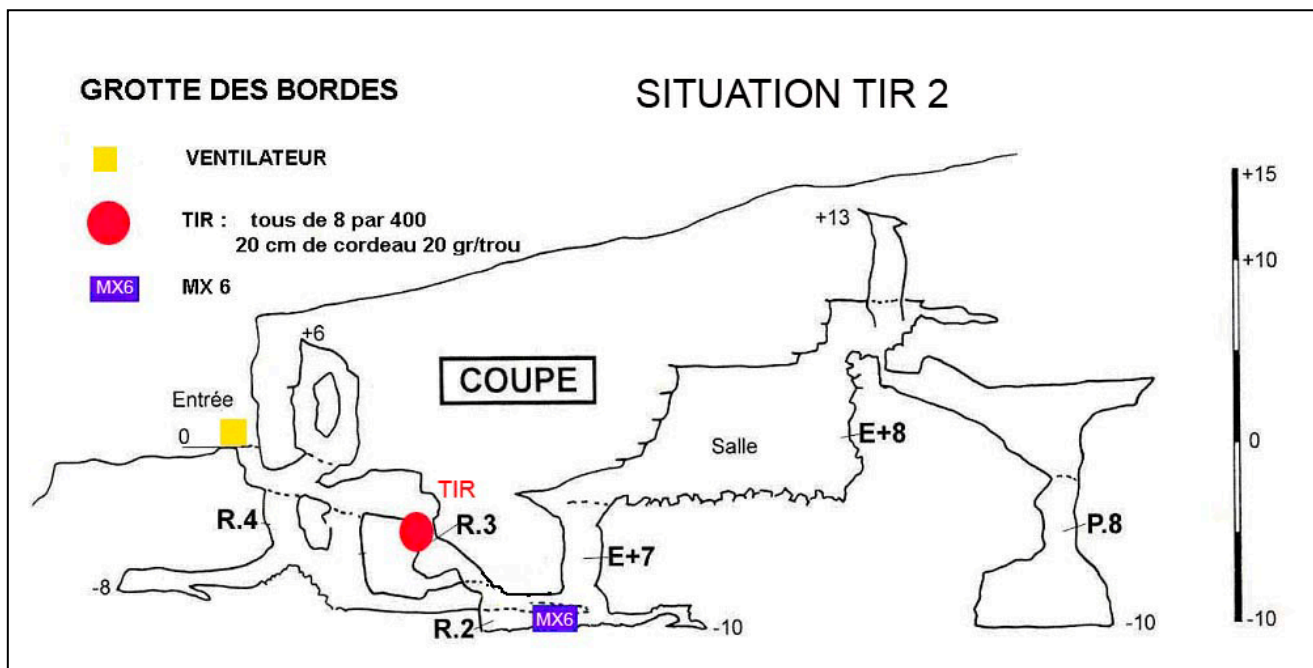 GROTTE DES BORDES
SITUATION TIR 2
VENTILATEUR
TIR : tous de 8 par 400
20 cm de cordeau 20 gr/trou
MX6 MX 6
+15
+13
+10
+6
COUPE
Entrée
0
Salle
E+8
0
TIR
R.4
R.3
E+7
P.8
-8
R.2
MX6
-10
-10
-10